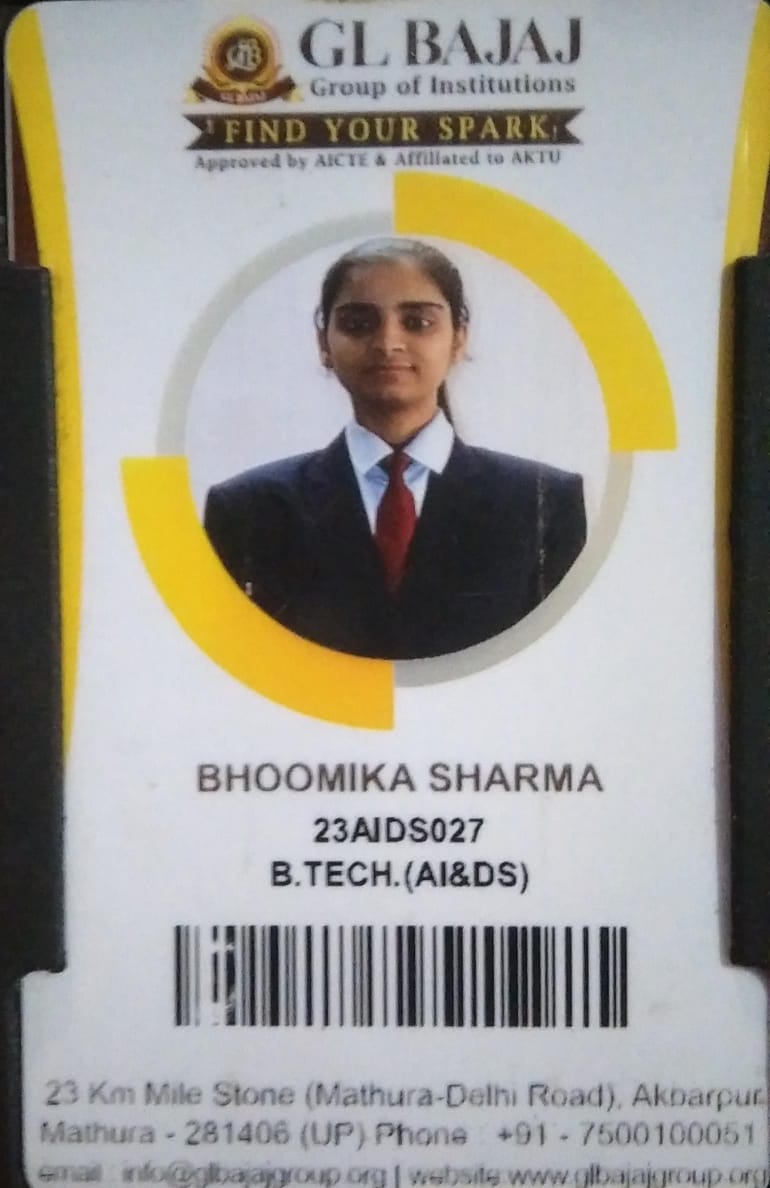 GL BAJAJ
Group of Institutions
GL BAJAJ
FIND YOUR SPARK
Approved by AICTE & Affiliated to AKTU
BHOOMIKA SHARMA
23AIDS027
B.TECH.(AI&DS)
23 Km Mile Stone (Mathura-Delhi Road), Akbarpur,
Mathura - 281406 (UP) Phone : +91 - 7500100051
email : info@glbajajgroup.org | website:www.glbajajgroup.org